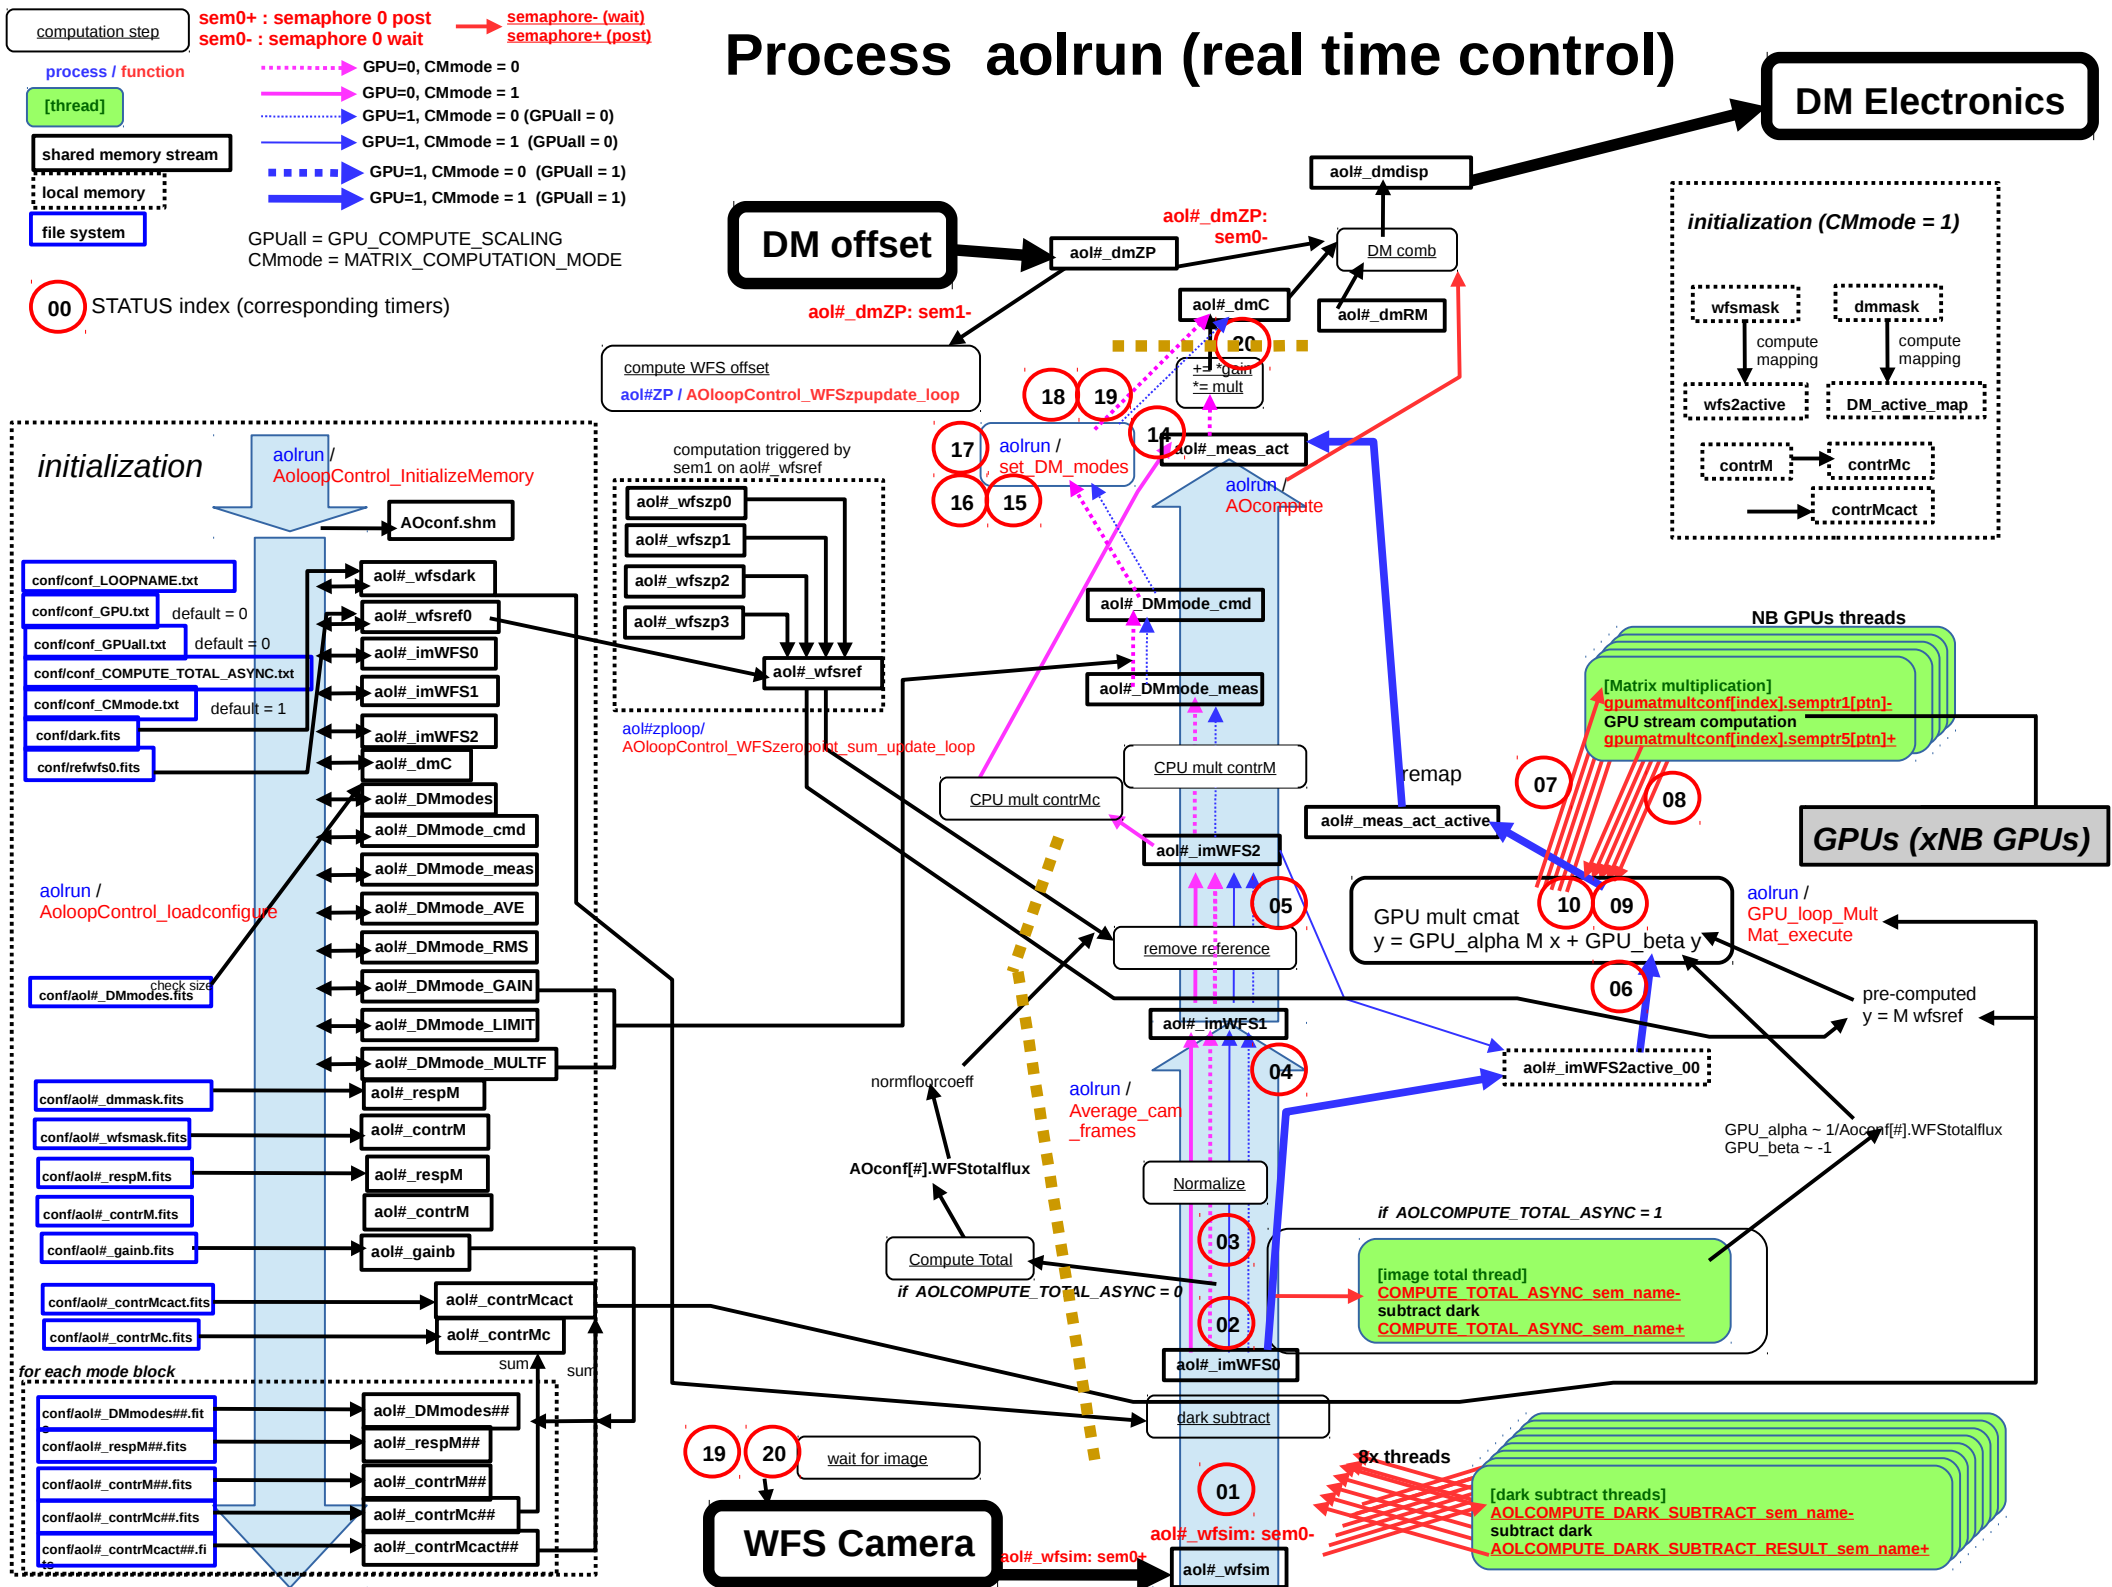 Process aolrun (real time control)
computation step
sem0+ : semaphore 0 post
sem0- : semaphore 0 wait
semaphore- (wait)
semaphore+ (post)
process / function
[thread]
shared memory stream
local memory
file system
GPU=0, CMmode = 0
GPU=0, CMmode = 1
GPU=1, CMmode = 0 (GPUall = 0)
GPU=1, CMmode = 1 (GPUall = 0)
GPU=1, CMmode = 0 (GPUall = 1)
GPU=1, CMmode = 1 (GPUall = 1)
GPUall = GPU_COMPUTE_SCALING
CMmode = MATRIX_COMPUTATION_MODE
00
STATUS index (corresponding timers)
DM Electronics
aol#_dmdisp
DM offset
aol#_dmZP
aol#_dmZP:
sem0-
DM comb
aol#_dmC
aol#_dmRM
aol#_dmZP: sem1-
20
compute WFS offset
aol#ZP / AOloopControl_WFSzpupdate_loop
+= *gain
*= mult
initialization (CMmode = 1)
wfsmask
dmmask
compute
mapping
compute
mapping
wfs2active
DM_active_map
contrM
contrMc
contrMcact
18
19
17
14
16
15
aolrun /
set_DM_modes
aol#_meas_act
aolrun /
AOcompute
initialization
aolrun /
AoloopControl_InitializeMemory
AOconf.shm
computation triggered by
sem1 on aol#_wfsref
aol#_wfszp0
aol#_wfszp1
aol#_wfszp2
aol#_wfszp3
aol#_wfsref
aol#zploop/
AOloopControl_WFSzeropoint_sum_update_loop
conf/conf_LOOPNAME.txt
conf/conf_GPU.txt
default = 0
conf/conf_GPUall.txt
default = 0
conf/conf_COMPUTE_TOTAL_ASYNC.txt
conf/conf_CMmode.txt
default = 1
conf/dark.fits
conf/refwfs0.fits
aol#_wfsdark
aol#_wfsref0
aol#_imWFS0
aol#_imWFS1
aol#_imWFS2
aol#_dmC
aol#_DMmodes
aol#_DMmode_cmd
aol#_DMmode_meas
aol#_DMmode_AVE
aol#_DMmode_RMS
aol#_DMmode_GAIN
aol#_DMmode_LIMIT
aol#_DMmode_MULTF
aol#_respM
aol#_contrM
aol#_respM
aol#_contrM
aol#_gainb
aol#_contrMcact
aol#_contrMc
aolrun /
AoloopControl_loadconfigure
check size
conf/aol#_DMmodes.fits
conf/aol#_dmmask.fits
conf/aol#_wfsmask.fits
conf/aol#_respM.fits
conf/aol#_contrM.fits
conf/aol#_gainb.fits
conf/aol#_contrMcact.fits
conf/aol#_contrMc.fits
sum
sum
for each mode block
conf/aol#_DMmodes##.fit
s
conf/aol#_respM##.fits
conf/aol#_contrM##.fits
conf/aol#_contrMc##.fits
conf/aol#_contrMcact##.fi
ts
aol#_DMmodes##
aol#_respM##
aol#_contrM##
aol#_contrMc##
aol#_contrMcact##
aol#_DMmode_cmd
aol#_DMmode_meas
CPU mult contrM
CPU mult contrMc
aol#_imWFS2
05
remove reference
aol#_imWFS1
04
normfloorcoeff
aolrun /
Average_cam
_frames
AOconf[#].WFStotalflux
Normalize
03
Compute Total
if AOLCOMPUTE_TOTAL_ASYNC = 0
02
aol#_imWFS0
dark subtract
19
20
wait for image
01
WFS Camera
aol#_wfsim: sem0-
aol#_wfsim: sem0+
aol#_wfsim
NB GPUs threads
[Matrix multiplication]
gpumatmultconf[index].semptr1[ptn]-
GPU stream computation
gpumatmultconf[index].semptr5[ptn]+
remap
07
08
aol#_meas_act_active
GPUs (xNB GPUs)
10
09
GPU mult cmat
y = GPU_alpha M x + GPU_beta y
aolrun /
GPU_loop_Mult
Mat_execute
06
pre-computed
y = M wfsref
aol#_imWFS2active_00
GPU_alpha ~ 1/Aoconf[#].WFStotalflux
GPU_beta ~ -1
if AOLCOMPUTE_TOTAL_ASYNC = 1
[image total thread]
COMPUTE_TOTAL_ASYNC_sem_name-
subtract dark
COMPUTE_TOTAL_ASYNC_sem_name+
8x threads
[dark subtract threads]
AOLCOMPUTE_DARK_SUBTRACT_sem_name-
subtract dark
AOLCOMPUTE_DARK_SUBTRACT_RESULT_sem_name+